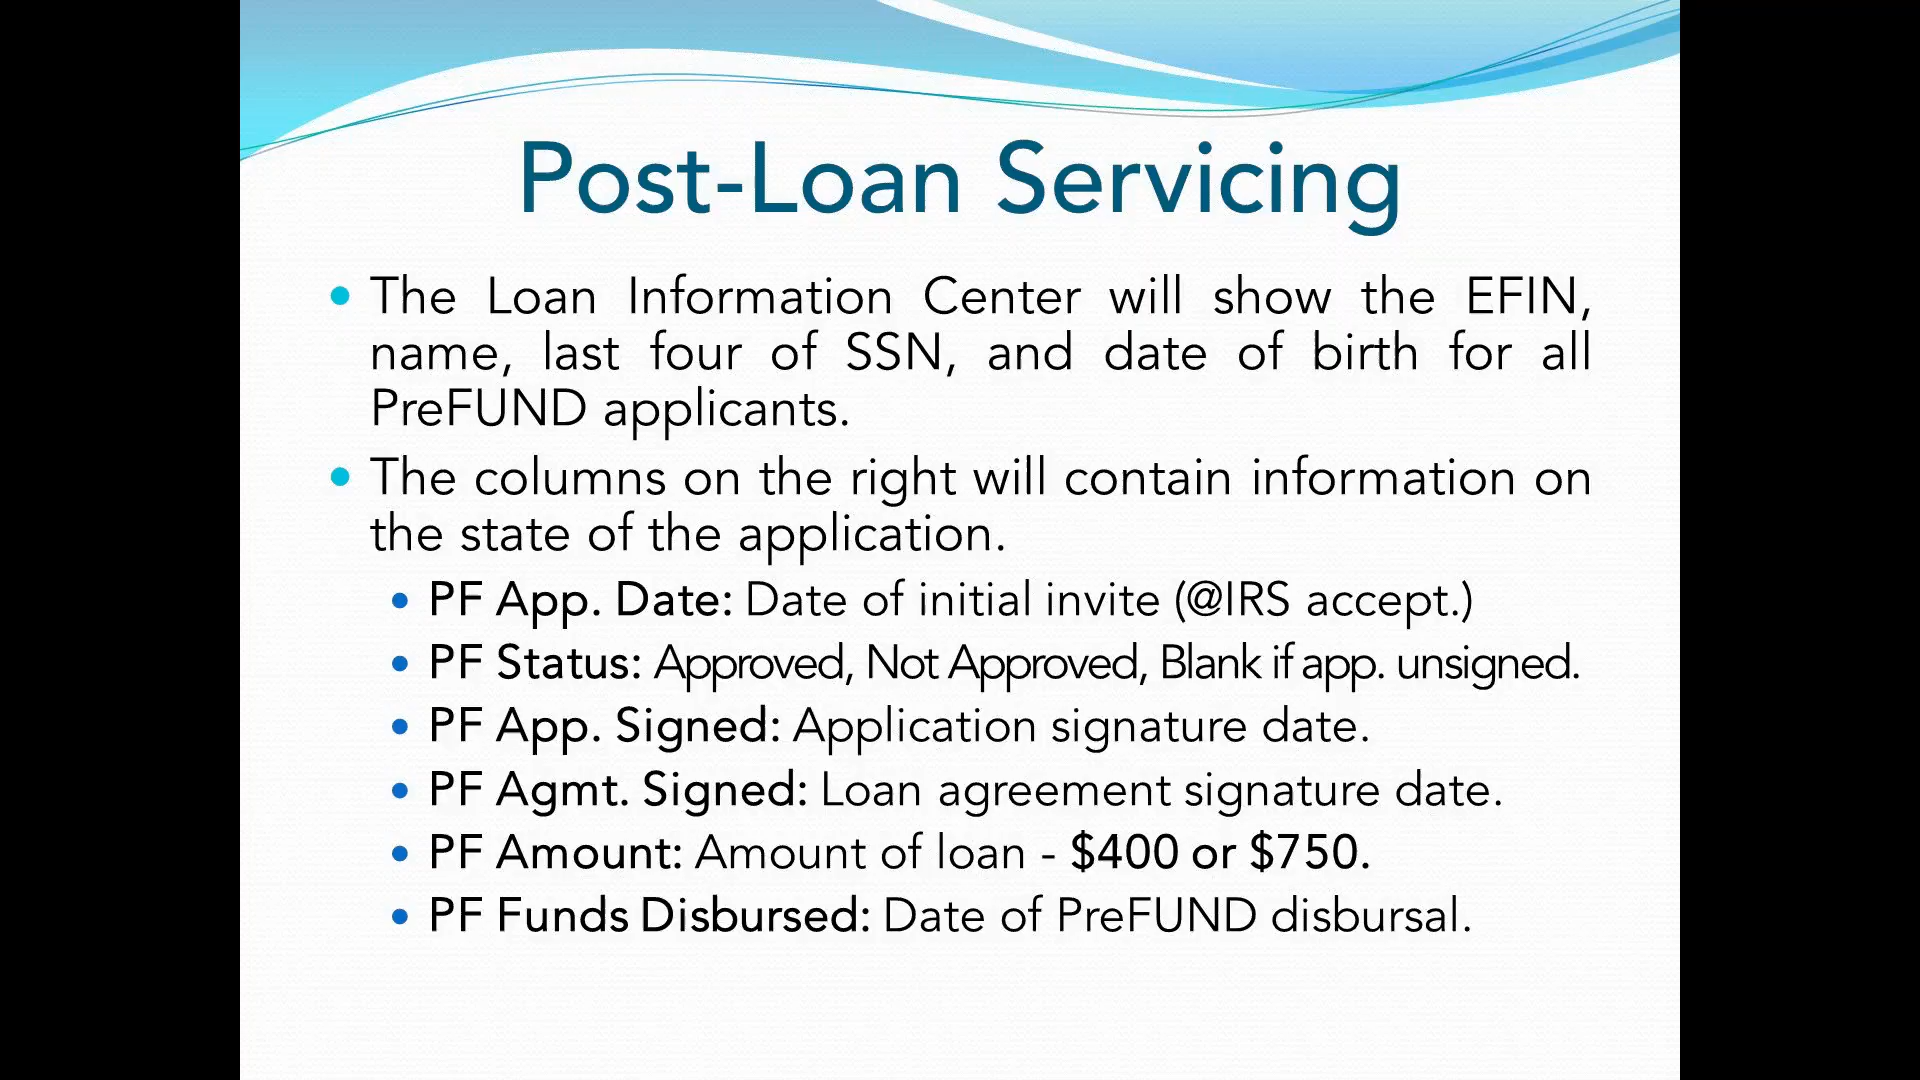 Post-Loan Servicing
• The Loan Information Center will show the EFIN,
name, last four of SSN, and date of birth for all
PreFUND applicants.
• The columns on the right will contain information on
the state of the application.
• PF App. Date: Date of initial invite (@IRS accept.)
• PF Status: Approved, Not Approved, Blank if app. unsigned.
• PF App. Signed: Application signature date.
• PF Agmt. Signed: Loan agreement signature date.
• PF Amount: Amount of loan - $400 or $750.
• PF Funds Disbursed: Date of PreFUND disbursal.